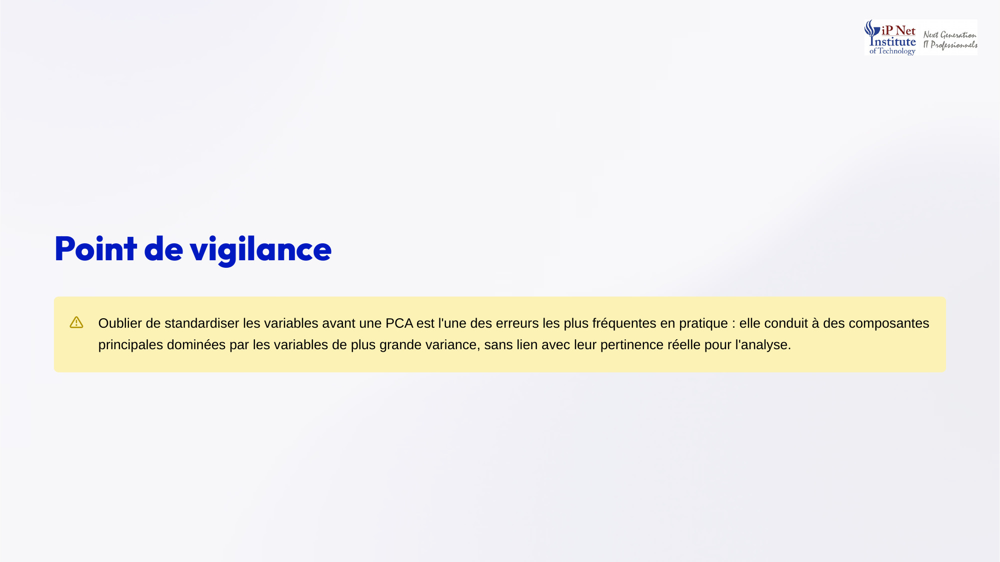 iP Net
Institute
of Technology
Next Generation
IT Professionnels
Point de vigilance
Oublier de standardiser les variables avant une PCA est l'une des erreurs les plus fréquentes en pratique : elle conduit à des composantes
principales dominées par les variables de plus grande variance, sans lien avec leur pertinence réelle pour l'analyse.